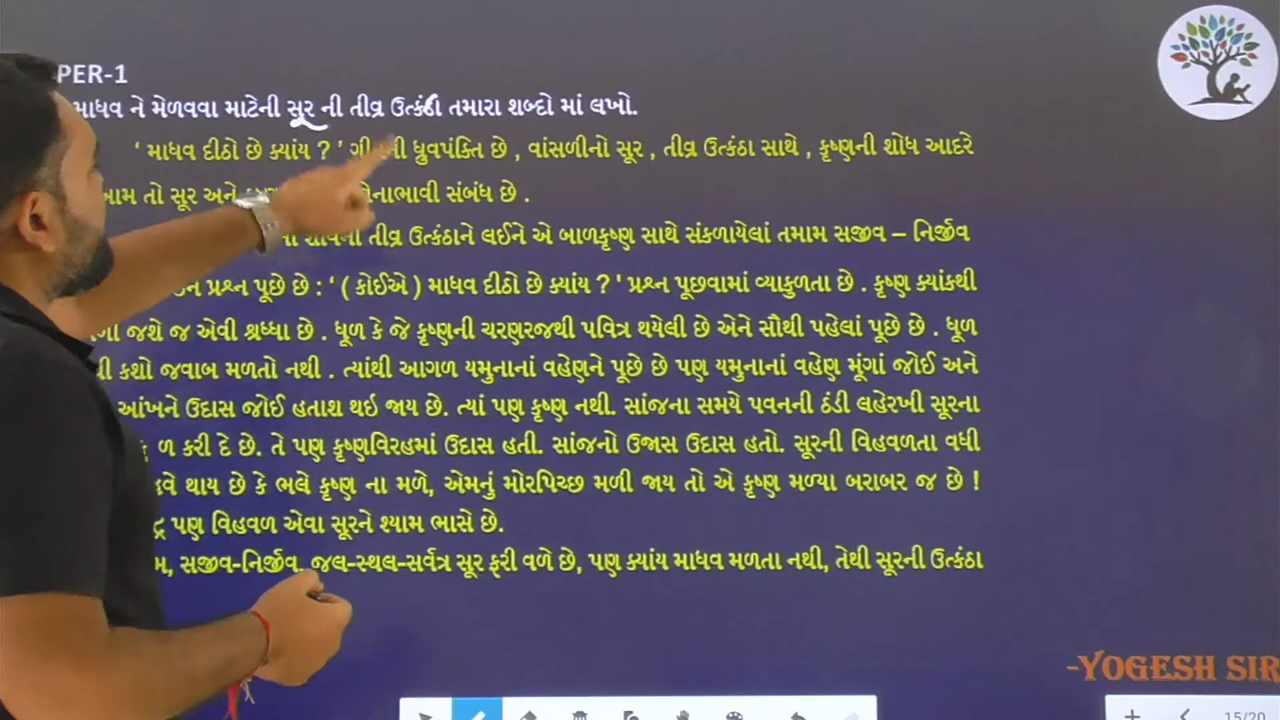 PER-1
માધવ ને મેળવવા માટેની સૂર ની તીવ્ર ઉત્કંઠા તમારા શબ્દો માં લખો.
' માધવ દીઠો છે ક્યાંય ? ' ધ્રુવપંક્તિ છે , વાંસળીનો સૂર , તીવ્ર ઉત્કંઠા સાથે , કૃષ્ણની શોધ આદરે
તો સૂર અને સંબંધ છે .
તીવ્ર ઉત્કંઠાને લઈને એ બાળકૃષ્ણ સાથે સંકળાયેલાં તમામ સજીવ – નિર્જીવ
પ્રશ્ન પૂછે છે : ' ( કોઈએ ) માધવ દીઠો છે ક્યાંય ? ' પ્રશ્ન પૂછવામાં વ્યાકુળતા છે . કૃષ્ણ ક્યાંકથી
જશે જ એવી શ્રધ્ધા છે . ધૂળ કે જે કૃષ્ણની ચરણરજથી પવિત્ર થયેલી છે એને સૌથી પહેલાં પૂછે છે . ધૂળ
કશો જવાબ મળતો નથી . ત્યાંથી આગળ યમુનાનાં વહેણને પૂછે છે પણ યમુનાનાં વહેણ મૂંગાં જોઈ અને
આંખને ઉદાસ જોઈ હતાશ થઇ જાય છે. ત્યાં પણ કૃષ્ણ નથી. સાંજના સમયે પવનની ઠંડી લહેરખી સૂરના
કરી દે છે. તે પણ કૃષ્ણવિરહમાં ઉદાસ હતી. સાંજનો ઉજાસ ઉદાસ હતો. સૂરની વિહવળતા વધી
થાય છે કે ભલે કૃષ્ણ ના મળે, એમનું મોરપિચ્છ મળી જાય તો એ કૃષ્ણ મળ્યા બરાબર જ છે !
પણ વિહવળ એવા સૂરને શ્યામ ભાસે છે.
સજીવ-નિર્જીવ, જલ-સ્થલ-સર્વત્ર સૂર ફરી વળે છે, પણ ક્યાંય માધવ મળતા નથી, તેથી સૂરની ઉત્કંઠા
-YOGESH SIR
15/20